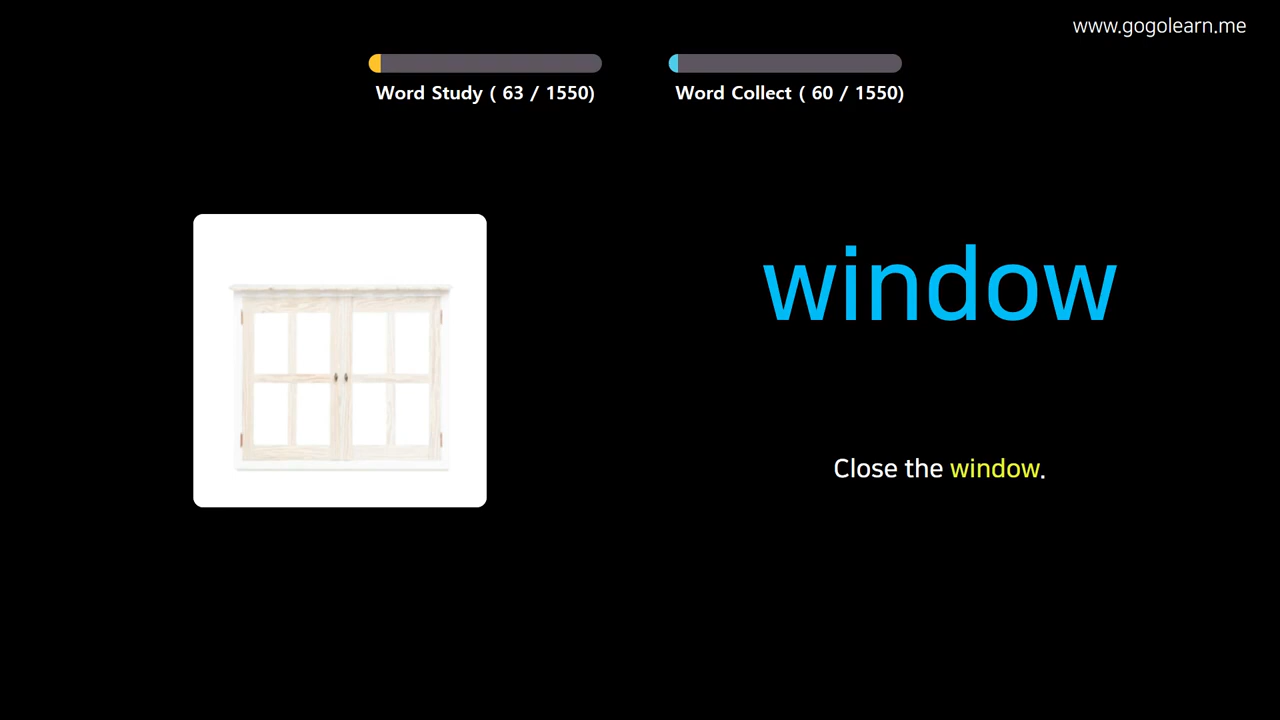 www.gogolearn.me
Word Study ( 63 / 1550)
Word Collect ( 60 / 1550)
window
Close the window.